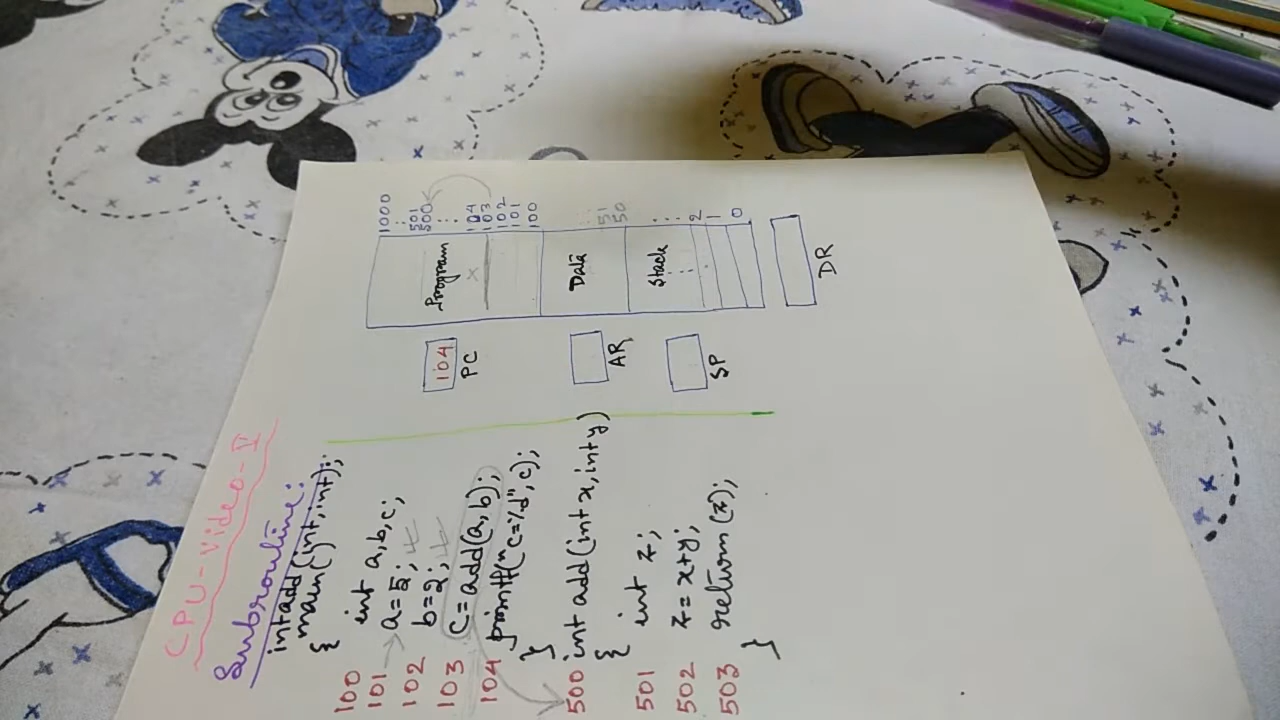 CPU-Video-V
Subroutine:
int add(int,int);
main()
{
100 int a,b,c;
101 a=5;
102 b=2;
103 c=add(a,b);
104 printf("c=%d",c);
}
500 int add(int x,int y)
{
501 int z;
502 z=x+y;
503 return(z);
}
1000
:
501
500
:
104
103
102
101
100
51
50
:
2
1
0
Program
Data
Stack
104
PC
AR
SP
DR